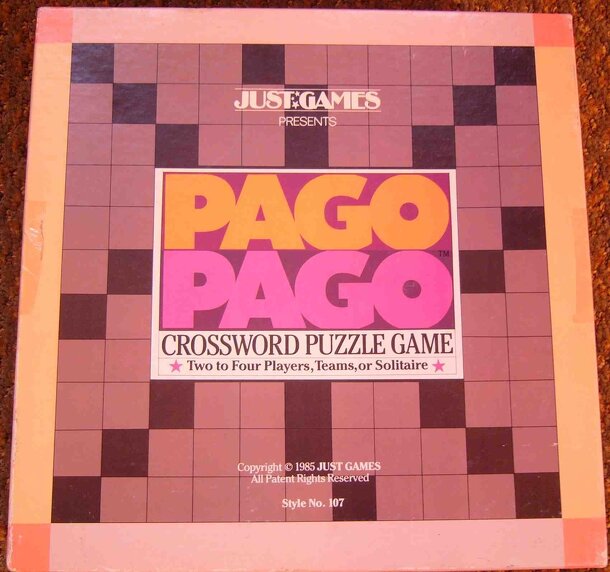 JUST GAMES
PRESENTS
PAGO
PAGO™
CROSSWORD PUZZLE GAME
★ Two to Four Players, Teams, or Solitaire ★
Copyright © 1985 JUST GAMES
All Patent Rights Reserved
Style No. 107